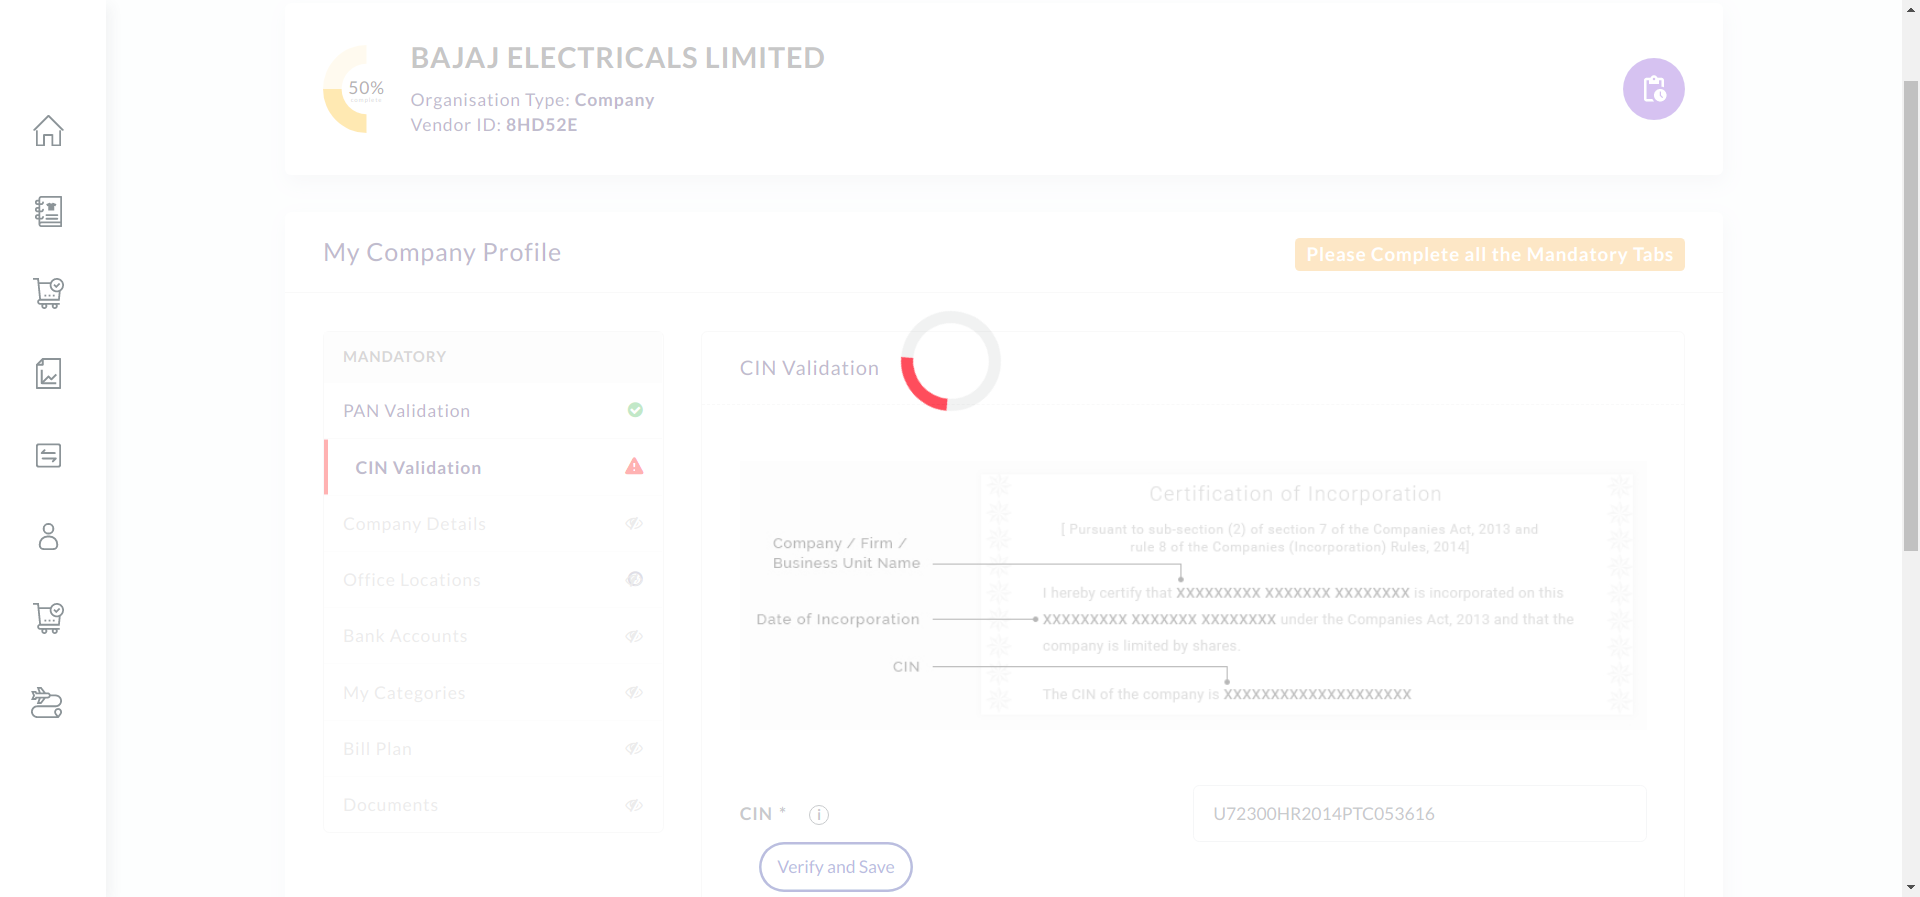 BAJAJ ELECTRICALS LIMITED
50%
complete
Organisation Type: Company
Vendor ID: 8HD52E
My Company Profile
Please Complete all the Mandatory Tabs
MANDATORY
PAN Validation
CIN Validation
Company Details
Office Locations
Bank Accounts
My Categories
Bill Plan
Documents
CIN Validation
Certification of Incorporation
[ Pursuant to sub-section (2) of section 7 of the Companies Act, 2013 and
rule 8 of the Companies (Incorporation) Rules, 2014]
Company / Firm /
Business Unit Name
I hereby certify that XXXXXXXXX XXXXXXX XXXXXXXX is incorporated on this
Date of Incorporation
XXXXXXXXX XXXXXXX XXXXXXXX under the Companies Act, 2013 and that the
company is limited by shares.
CIN
The CIN of the company is XXXXXXXXXXXXXXXXXXXX
CIN *
U72300HR2014PTC053616
Verify and Save